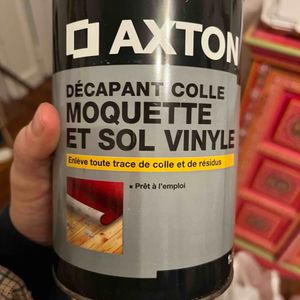 AXTON
DÉCAPANT COLLE
MOQUETTE
ET SOL VINYLE
Enlève toute trace de colle et de résidus
• Prêt à l'emploi